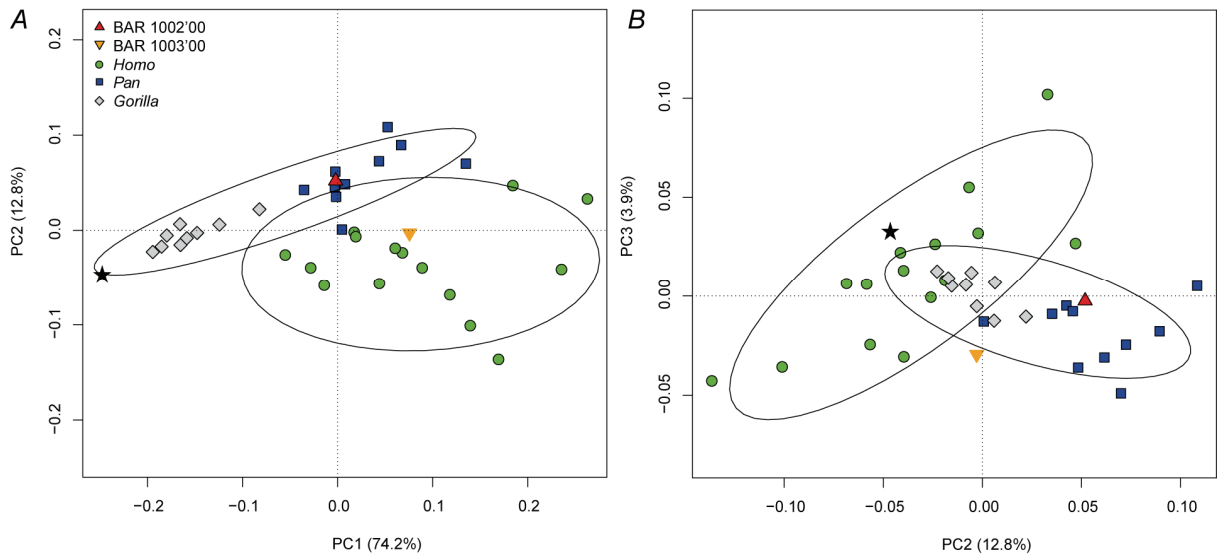 A
B
BAR 1002'00
BAR 1003'00
Homo
Pan
Gorilla
PC2 (12.8%)
0.2
0.1
0.0
−0.1
−0.2
−0.2
−0.1
0.0
0.1
0.2
PC1 (74.2%)
PC3 (3.9%)
0.10
0.05
0.00
−0.05
−0.10
−0.05
0.00
0.05
0.10
PC2 (12.8%)